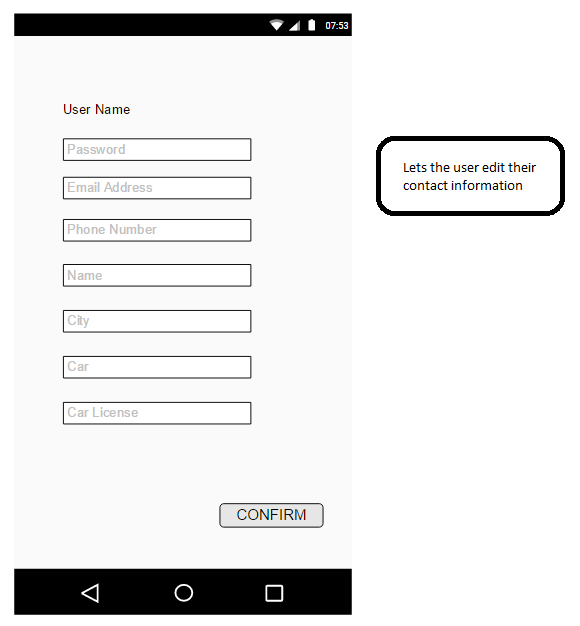 07:53
User Name
Password
Email Address
Phone Number
Name
City
Car
Car License
CONFIRM
Lets the user edit their
contact information